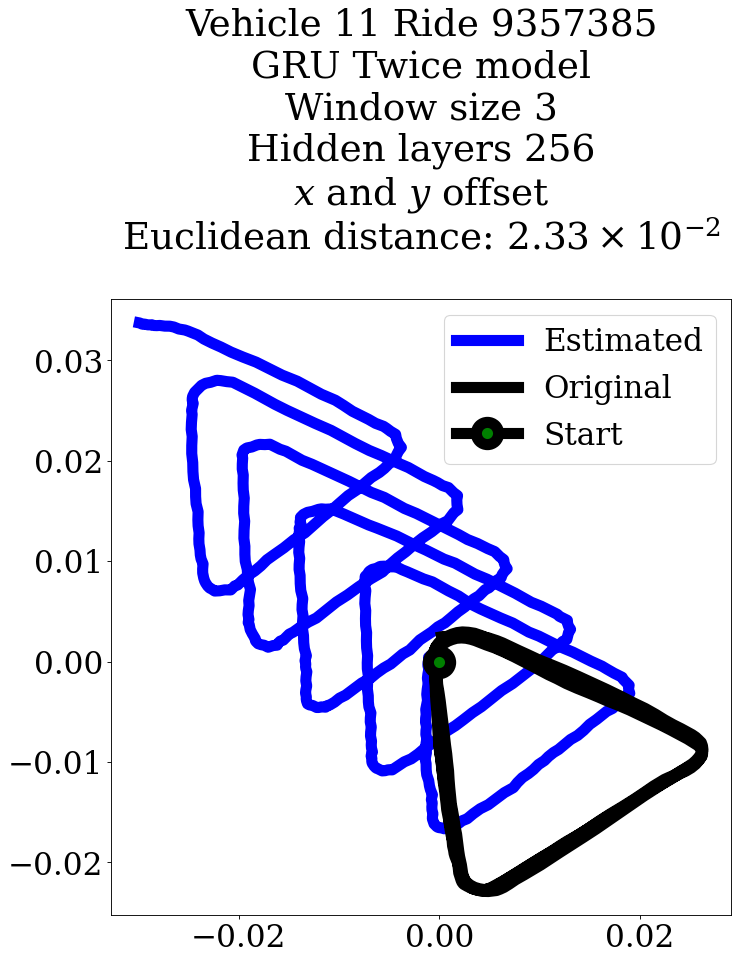 Vehicle 11 Ride 9357385
GRU Twice model
Window size 3
Hidden layers 256
x and y offset
Euclidean distance: 2.33 × 10⁻²
Estimated
Original
Start
0.03
0.02
0.01
0.00
−0.01
−0.02
−0.02
0.00
0.02